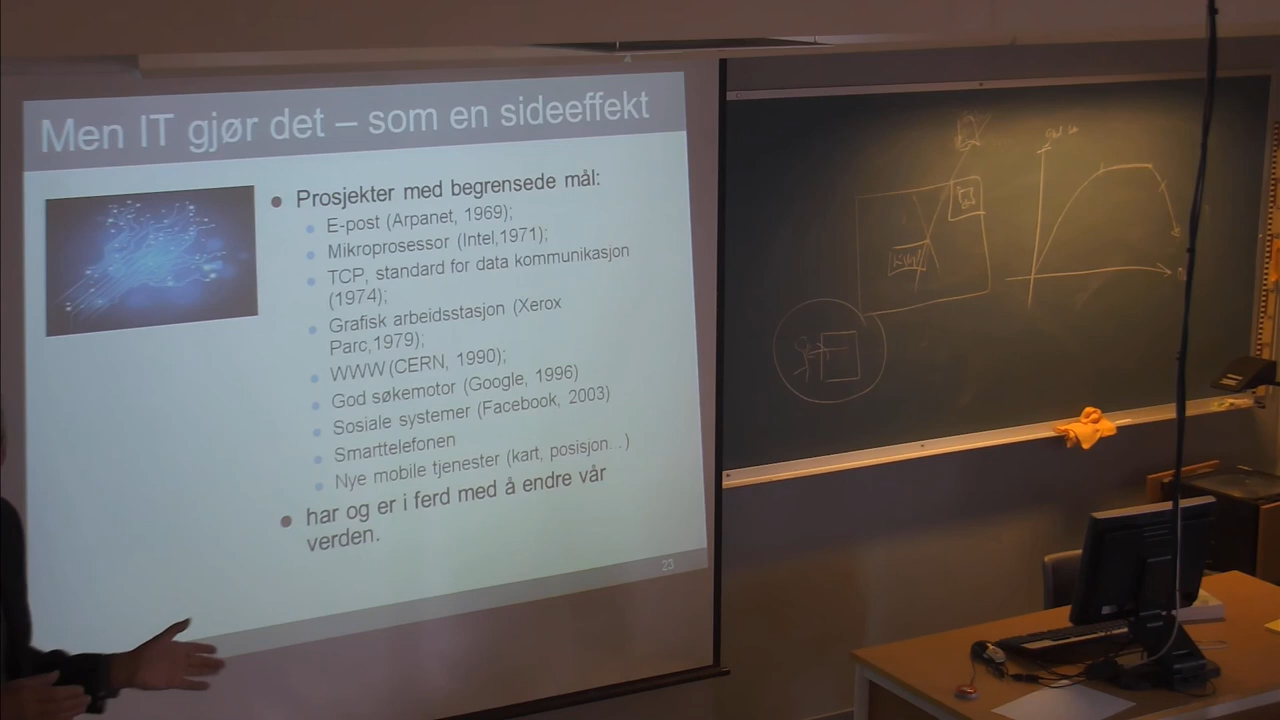 Men IT gjør det – som en sideeffekt
Prosjekter med begrensede mål:
E-post (Arpanet, 1969);
Mikroprosessor (Intel,1971);
TCP, standard for data kommunikasjon
(1974);
Grafisk arbeidsstasjon (Xerox
Parc,1979);
WWW (CERN, 1990);
God søkemotor (Google, 1996)
Sosiale systemer (Facebook, 2003)
Smarttelefonen
Nye mobile tjenester (kart, posisjon. . )
har og er i ferd med å endre vår
verden.
23